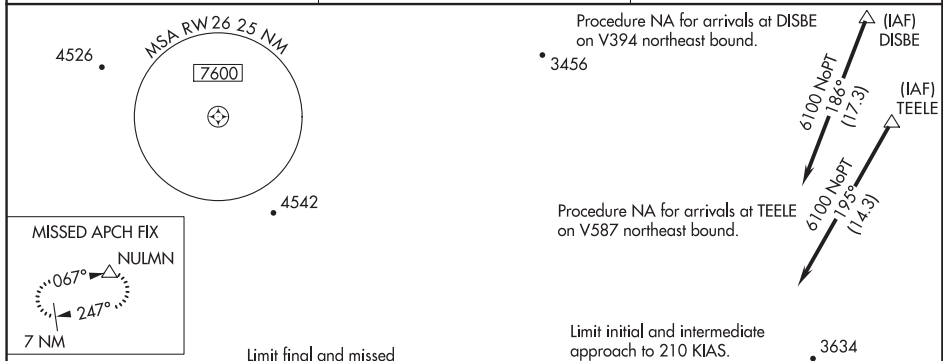 Procedure NA for arrivals at DISBE
on V394 northeast bound.
(IAF)
DISBE
MSA RW26 25 NM
4526
3456
7600
6100 NoPT
186°
(17.3)
(IAF)
TEELE
4542
6100 NoPT
195°
(14.3)
Procedure NA for arrivals at TEELE
on V587 northeast bound.
MISSED APCH FIX
NULMN
067°
247°
7 NM
Limit initial and intermediate
approach to 210 KIAS.
3634
Limit final and missed